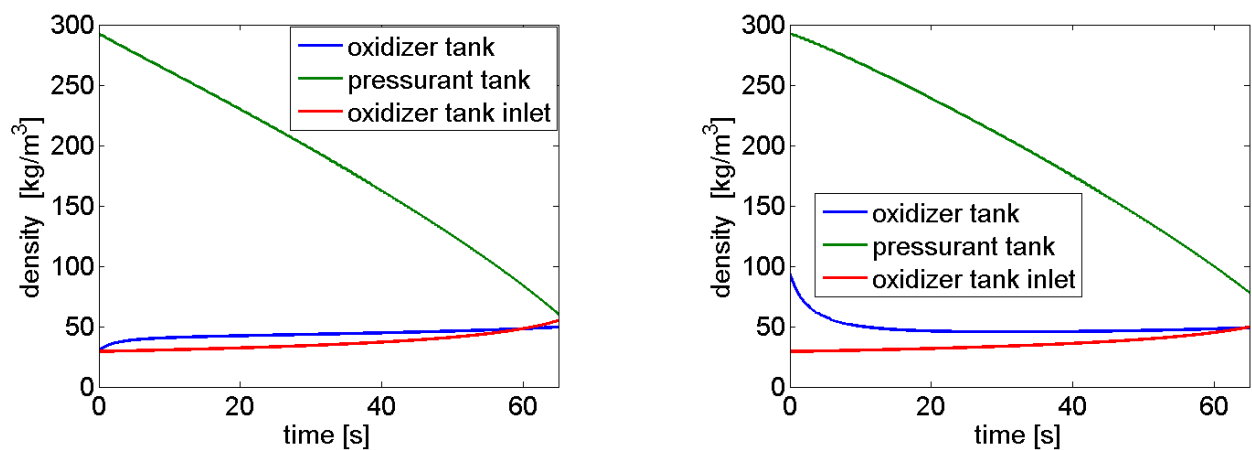 300
250
200
150
100
50
0
density [kg/m³]
oxidizer tank
pressurant tank
oxidizer tank inlet
0 20 40 60
time [s]
300
250
200
150
100
50
0
density [kg/m³]
oxidizer tank
pressurant tank
oxidizer tank inlet
0 20 40 60
time [s]